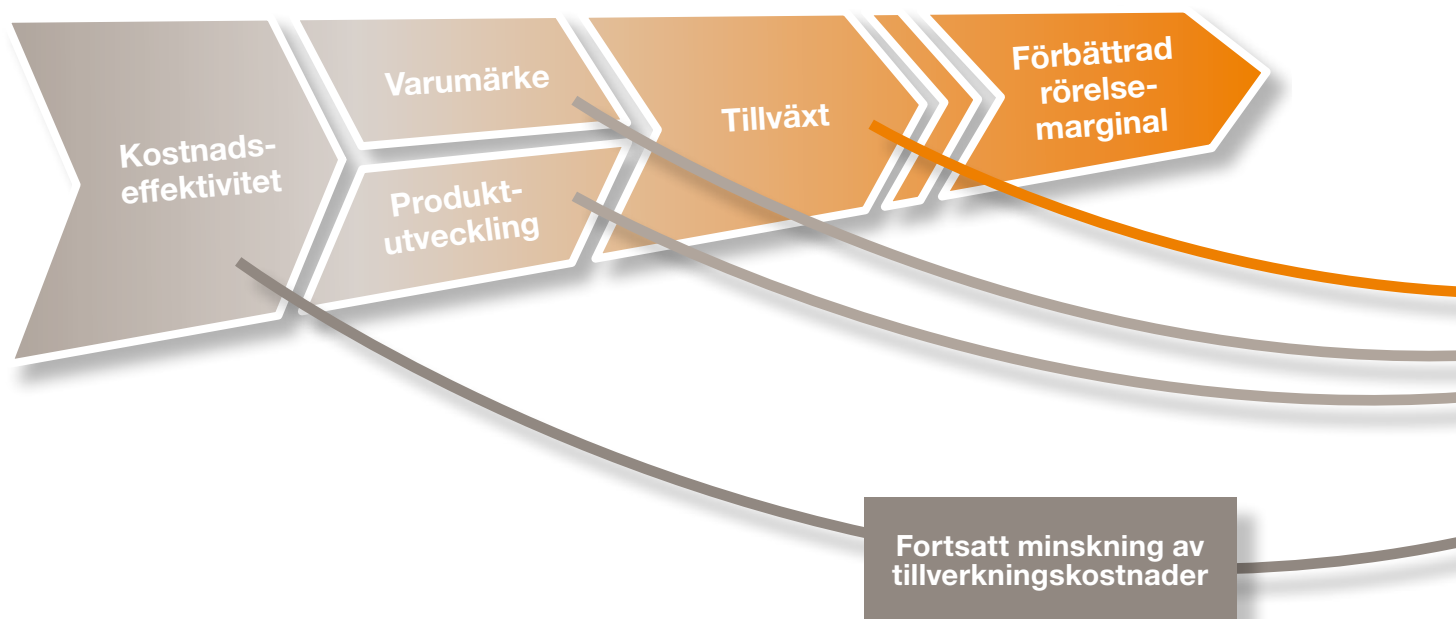 Kostnads-
effektivitet
Varumärke
Produkt-
utveckling
Tillväxt
Förbättrad
rörelse-
marginal
Fortsatt minskning av
tillverkningskostnader